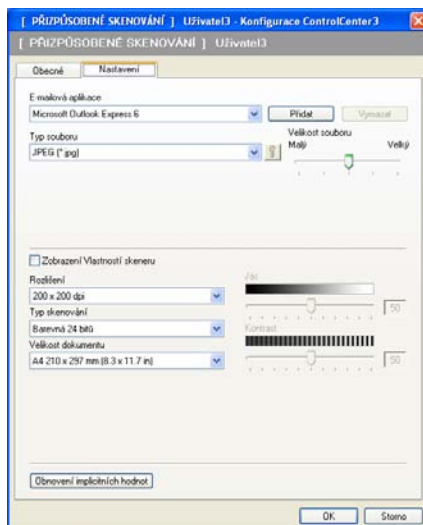 [ PŘIZPŮSOBENÉ SKENOVÁNÍ ] Uživatel3 - Konfigurace ControlCenter3
[ PŘIZPŮSOBENÉ SKENOVÁNÍ ] Uživatel3
Obecné Nastavení
E-mailová aplikace
Microsoft Outlook Express 6 Přidat Vymazat
Typ souboru Velikost souboru
JPEG (*.jpg) Malý Velký
Zobrazení Vlastností skeneru
Rozlišení Jas
200 x 200 dpi 50
Typ skenování
Barevná 24 bitů Kontrast
Velikost dokumentu
A4 210 x 297 mm (8.3 x 11.7 in) 50
Obnovení implicitních hodnot
OK Storno